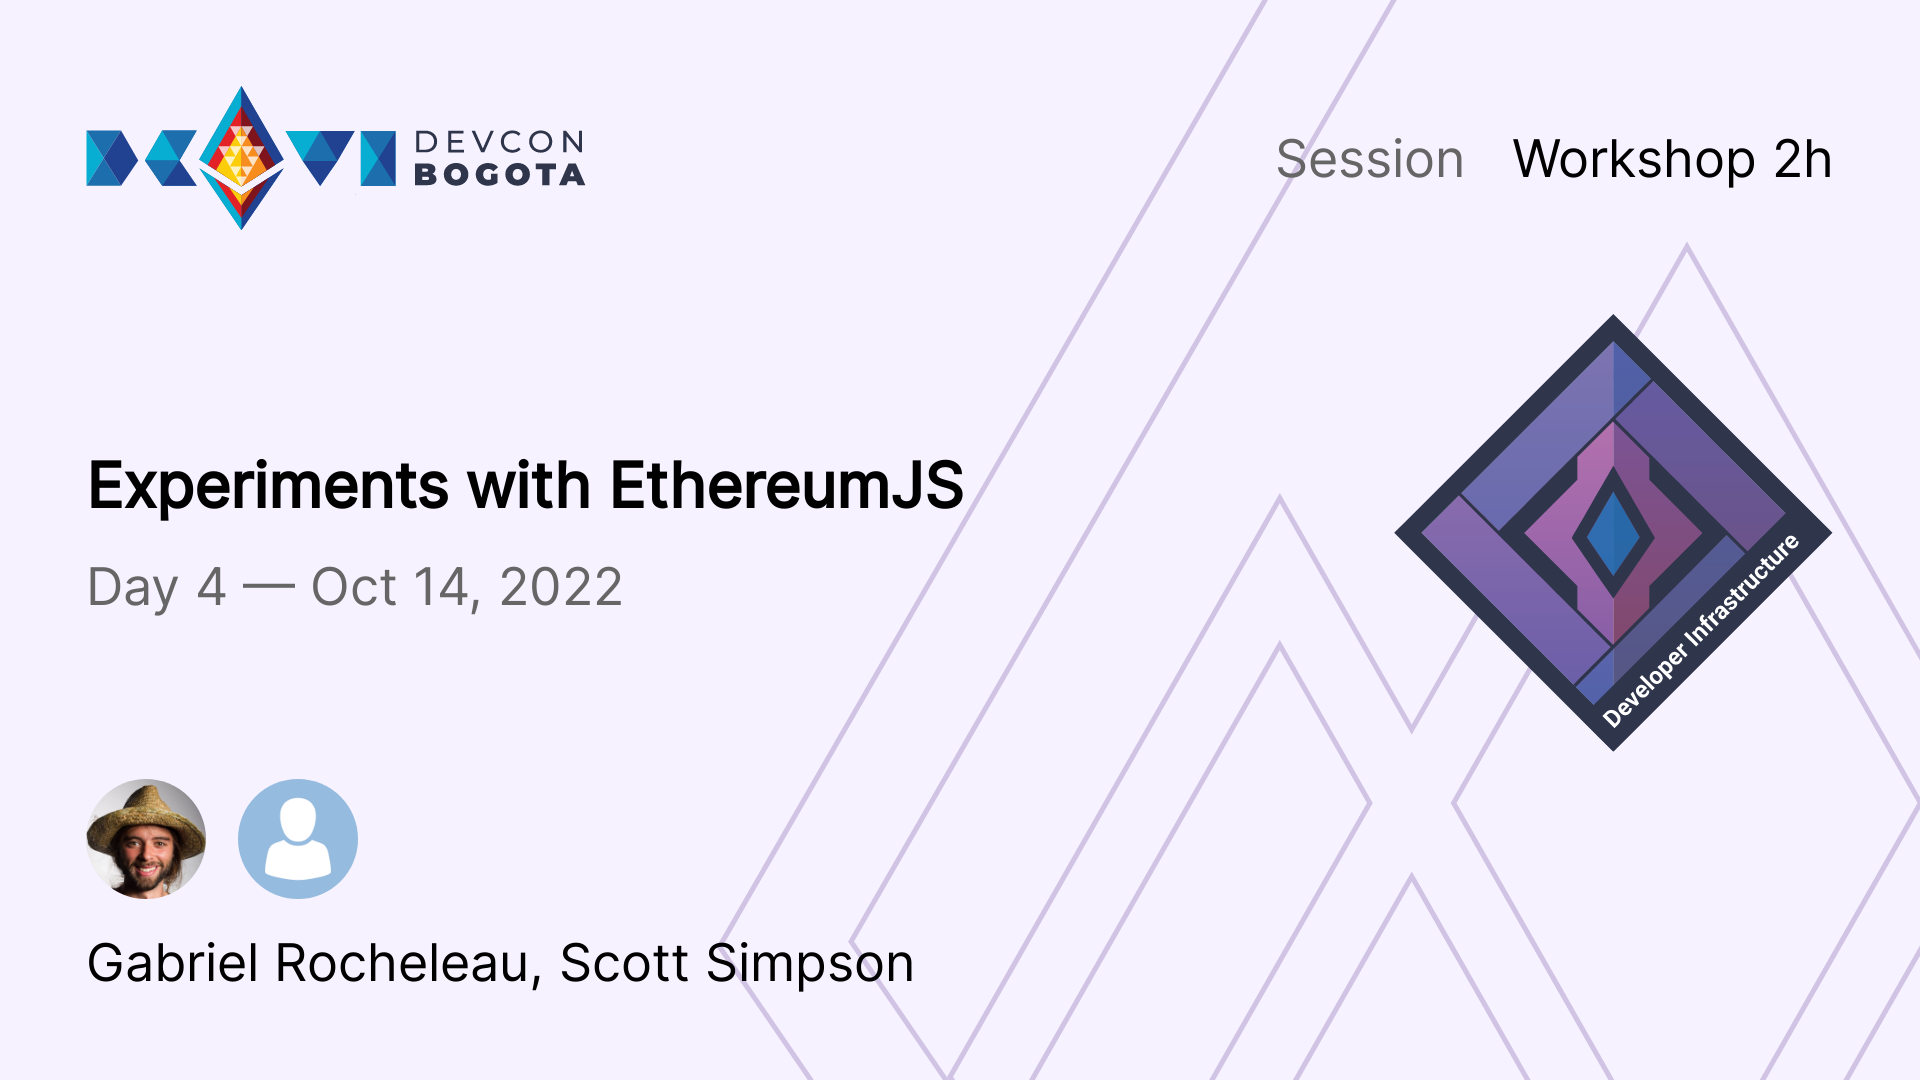 DEVCON
BOGOTA
Session Workshop 2h
Experiments with EthereumJS
Day 4 — Oct 14, 2022
Developer Infrastructure
Gabriel Rocheleau, Scott Simpson